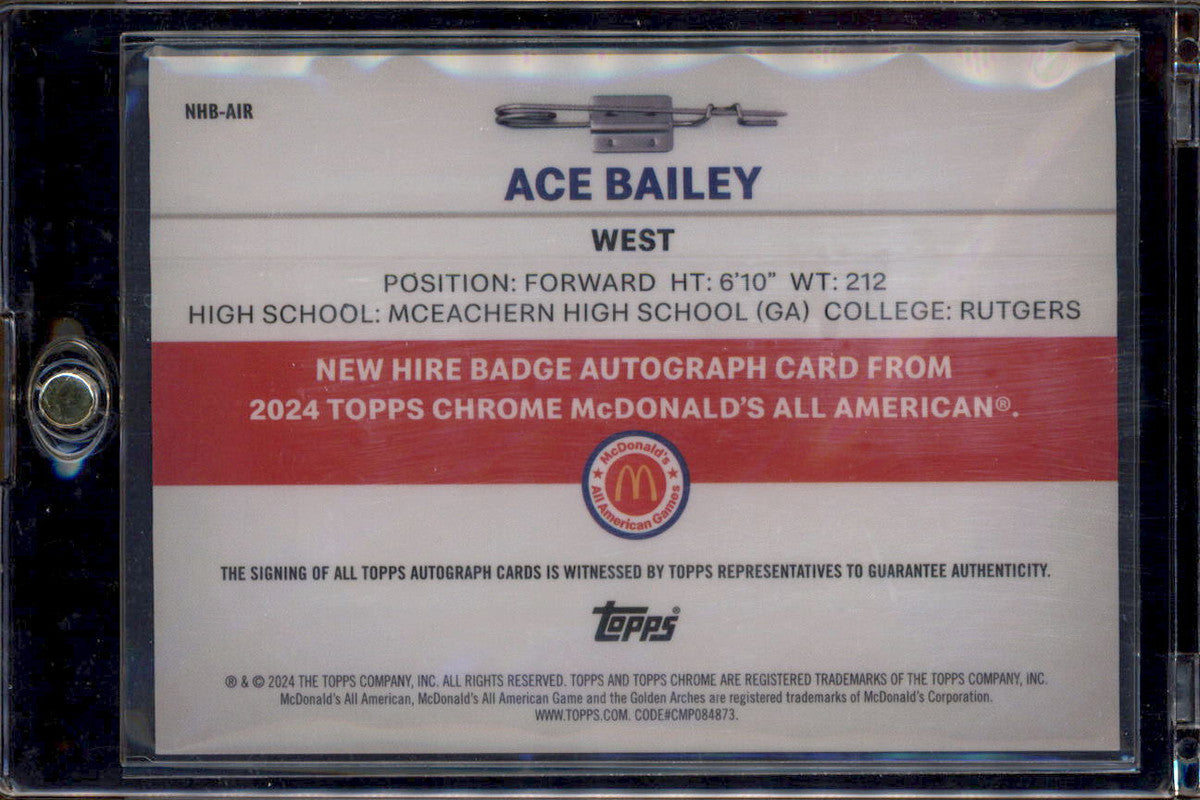 NHB-AIR
ACE BAILEY
WEST
POSITION: FORWARD HT: 6'10" WT: 212
HIGH SCHOOL: MCEACHERN HIGH SCHOOL (GA) COLLEGE: RUTGERS
NEW HIRE BADGE AUTOGRAPH CARD FROM
2024 TOPPS CHROME McDONALD'S ALL AMERICAN®.
McDonald's
All American Games
THE SIGNING OF ALL TOPPS AUTOGRAPH CARDS IS WITNESSED BY TOPPS REPRESENTATIVES TO GUARANTEE AUTHENTICITY.
topps®
® & © 2024 THE TOPPS COMPANY, INC. ALL RIGHTS RESERVED. TOPPS AND TOPPS CHROME ARE REGISTERED TRADEMARKS OF THE TOPPS COMPANY, INC.
McDonald's All American, McDonald's All American Game and the Golden Arches are registered trademarks of McDonald's Corporation.
WWW.TOPPS.COM. CODE#CMP084873.